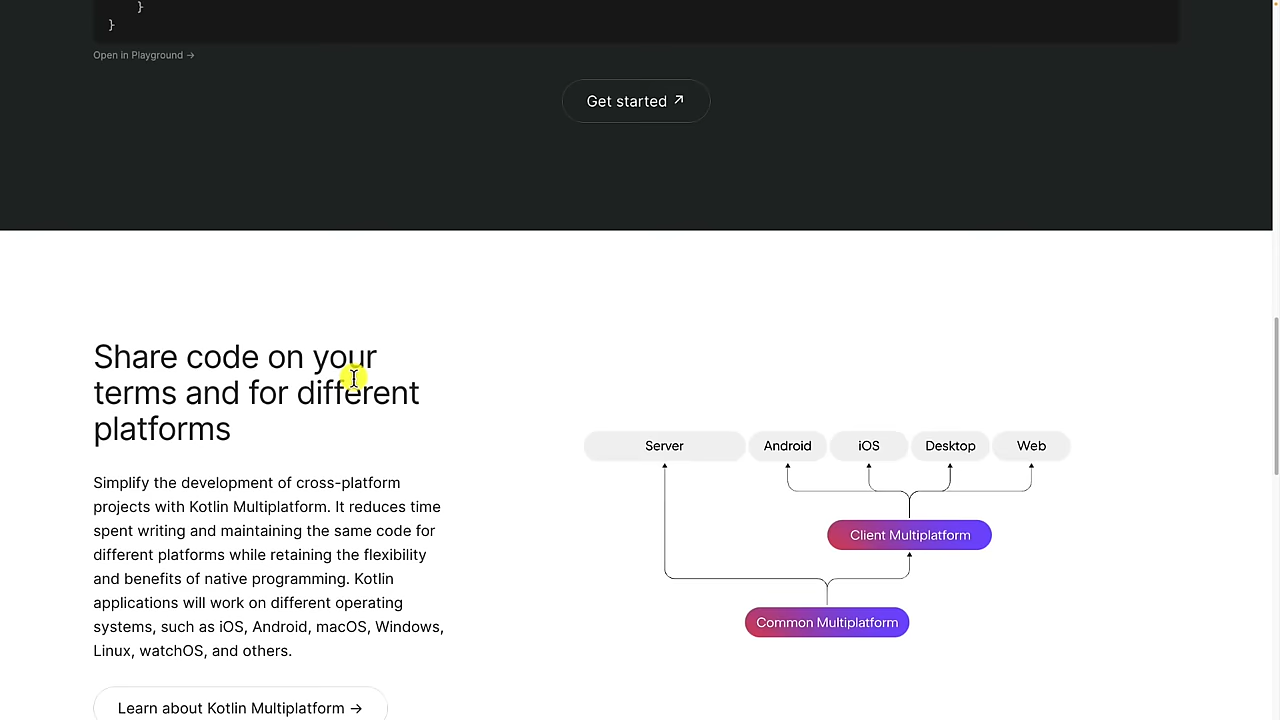 }
}
Open in Playground →
Get started ↗
Share code on your
terms and for different
platforms
Simplify the development of cross-platform
projects with Kotlin Multiplatform. It reduces time
spent writing and maintaining the same code for
different platforms while retaining the flexibility
and benefits of native programming. Kotlin
applications will work on different operating
systems, such as iOS, Android, macOS, Windows,
Linux, watchOS, and others.
Learn about Kotlin Multiplatform →
Server Android iOS Desktop Web
Client Multiplatform
Common Multiplatform